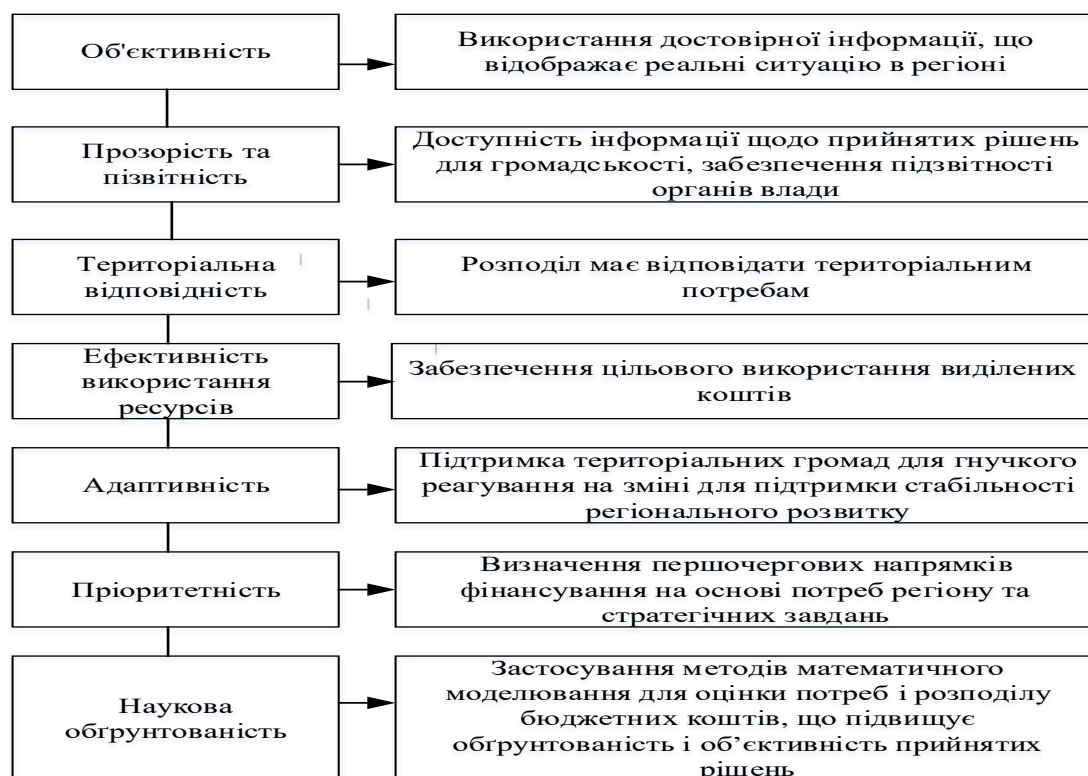 Об'єктивність
Використання достовірної інформації, що
відображає реальні ситуацію в регіоні
Прозорість та
пізвітність
Доступність інформації щодо прийнятих рішень
для громадськості, забезпечення підзвітності
органів влади
Територіальна
відповідність
Розподіл має відповідати територіальним
потребам
Ефективність
використання
ресурсів
Забезпечення цільового використання виділених
коштів
Адаптивність
Підтримка територіальних громад для гнучкого
реагування на зміні для підтримки стабільності
регіонального розвитку
Пріоритетність
Визначення першочергових напрямків
фінансування на основі потреб регіону та
стратегічних завдань
Наукова
обґрунтованість
Застосування методів математичного
моделювання для оцінки потреб і розподілу
бюджетних коштів, що підвищує
обґрунтованість і об’єктивність прийнятих
рішень